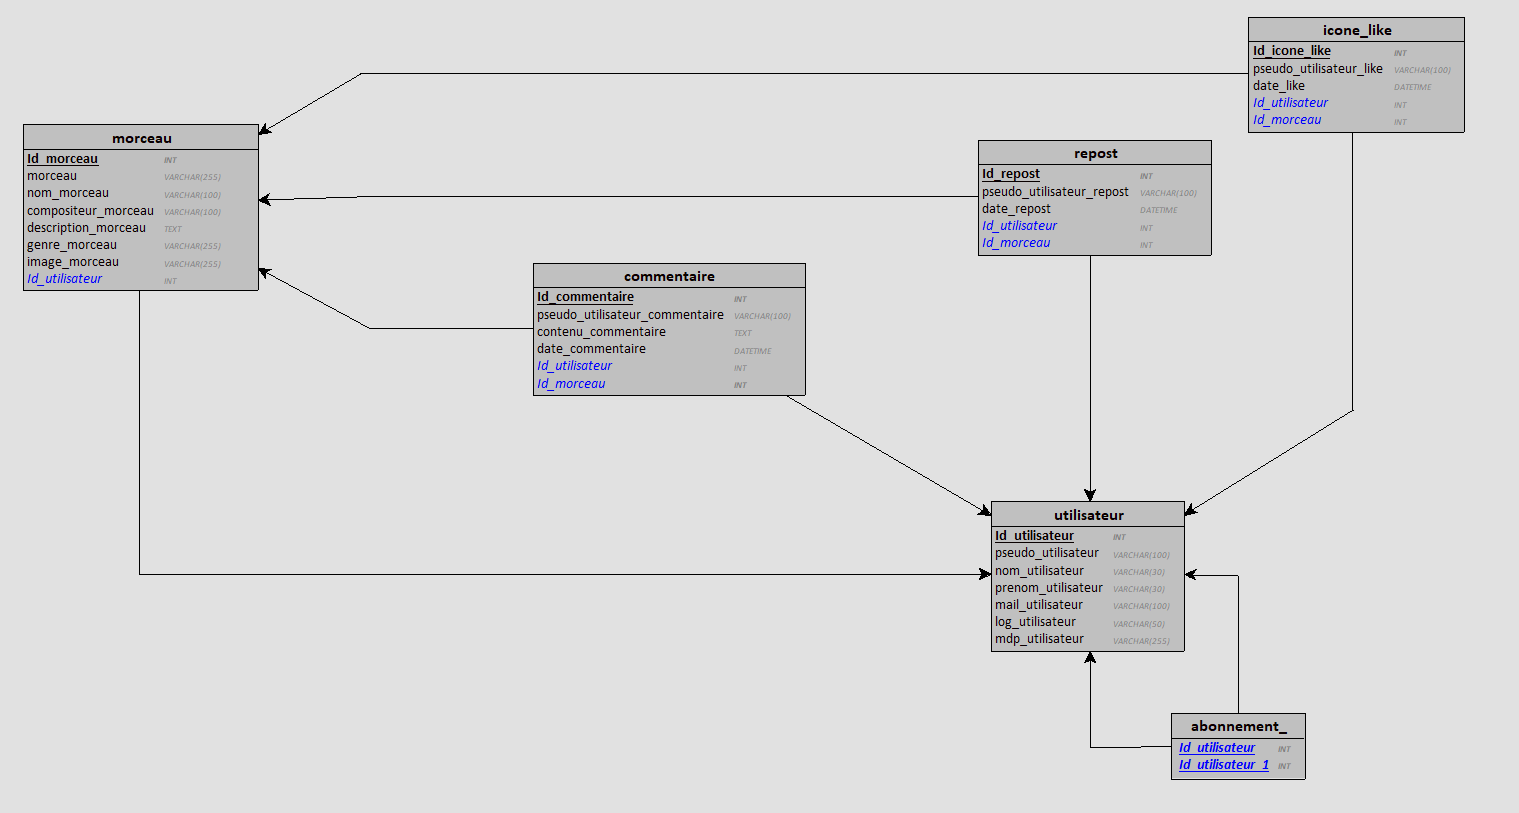 icone_like
Id_icone_like INT
pseudo_utilisateur_like VARCHAR(100)
date_like DATETIME
Id_utilisateur INT
Id_morceau INT
morceau
Id_morceau INT
morceau VARCHAR(255)
nom_morceau VARCHAR(100)
compositeur_morceau VARCHAR(100)
description_morceau TEXT
genre_morceau VARCHAR(255)
image_morceau VARCHAR(255)
Id_utilisateur INT
repost
Id_repost INT
pseudo_utilisateur_repost VARCHAR(100)
date_repost DATETIME
Id_utilisateur INT
Id_morceau INT
commentaire
Id_commentaire INT
pseudo_utilisateur_commentaire VARCHAR(100)
contenu_commentaire TEXT
date_commentaire DATETIME
Id_utilisateur INT
Id_morceau INT
utilisateur
Id_utilisateur INT
pseudo_utilisateur VARCHAR(100)
nom_utilisateur VARCHAR(30)
prenom_utilisateur VARCHAR(30)
mail_utilisateur VARCHAR(100)
log_utilisateur VARCHAR(50)
mdp_utilisateur VARCHAR(255)
abonnement_
Id_utilisateur INT
Id_utilisateur_1 INT